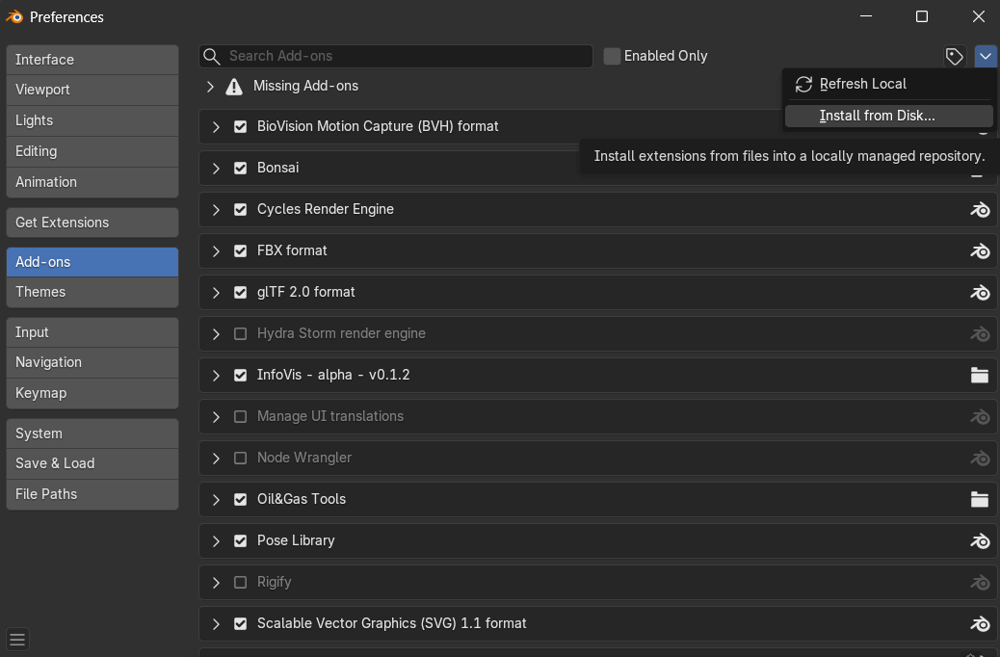 Preferences
Interface
Viewport
Lights
Editing
Animation
Get Extensions
Add-ons
Themes
Input
Navigation
Keymap
System
Save & Load
File Paths
Search Add-ons
Enabled Only
Refresh Local
Install from Disk...
Install extensions from files into a locally managed repository.
Missing Add-ons
BioVision Motion Capture (BVH) format
Bonsai
Cycles Render Engine
FBX format
glTF 2.0 format
Hydra Storm render engine
InfoVis - alpha - v0.1.2
Manage UI translations
Node Wrangler
Oil&Gas Tools
Pose Library
Rigify
Scalable Vector Graphics (SVG) 1.1 format